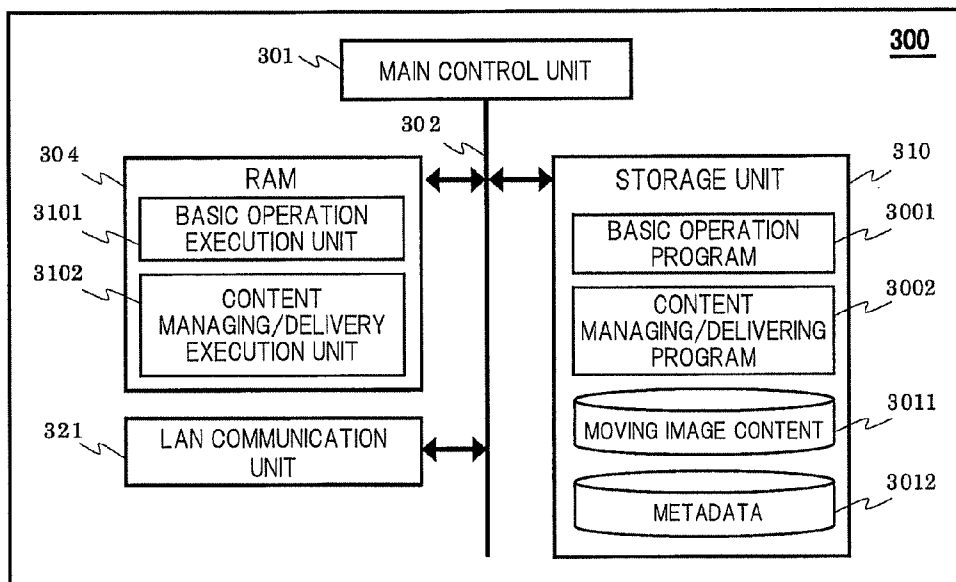 300
301
MAIN CONTROL UNIT
302
304
RAM
3101
BASIC OPERATION
EXECUTION UNIT
3102
CONTENT
MANAGING/DELIVERY
EXECUTION UNIT
321
LAN COMMUNICATION
UNIT
310
STORAGE UNIT
BASIC OPERATION
PROGRAM
3001
CONTENT
MANAGING/DELIVERING
PROGRAM
3002
MOVING IMAGE CONTENT
3011
METADATA
3012